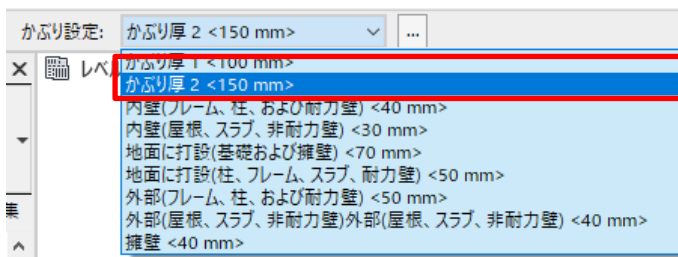 かぶり設定: かぶり厚 2 <150 mm> ...
レベル
かぶり厚 1 <100 mm>
かぶり厚 2 <150 mm>
内壁(フレーム、柱、および耐力壁) <40 mm>
内壁(屋根、スラブ、非耐力壁) <30 mm>
地面に打設(基礎および擁壁) <70 mm>
地面に打設(柱、フレーム、スラブ、耐力壁) <50 mm>
外部(フレーム、柱、および耐力壁) <50 mm>
集
外部(屋根、スラブ、非耐力壁)外部(屋根、スラブ、非耐力壁) <40 mm>
擁壁 <40 mm>